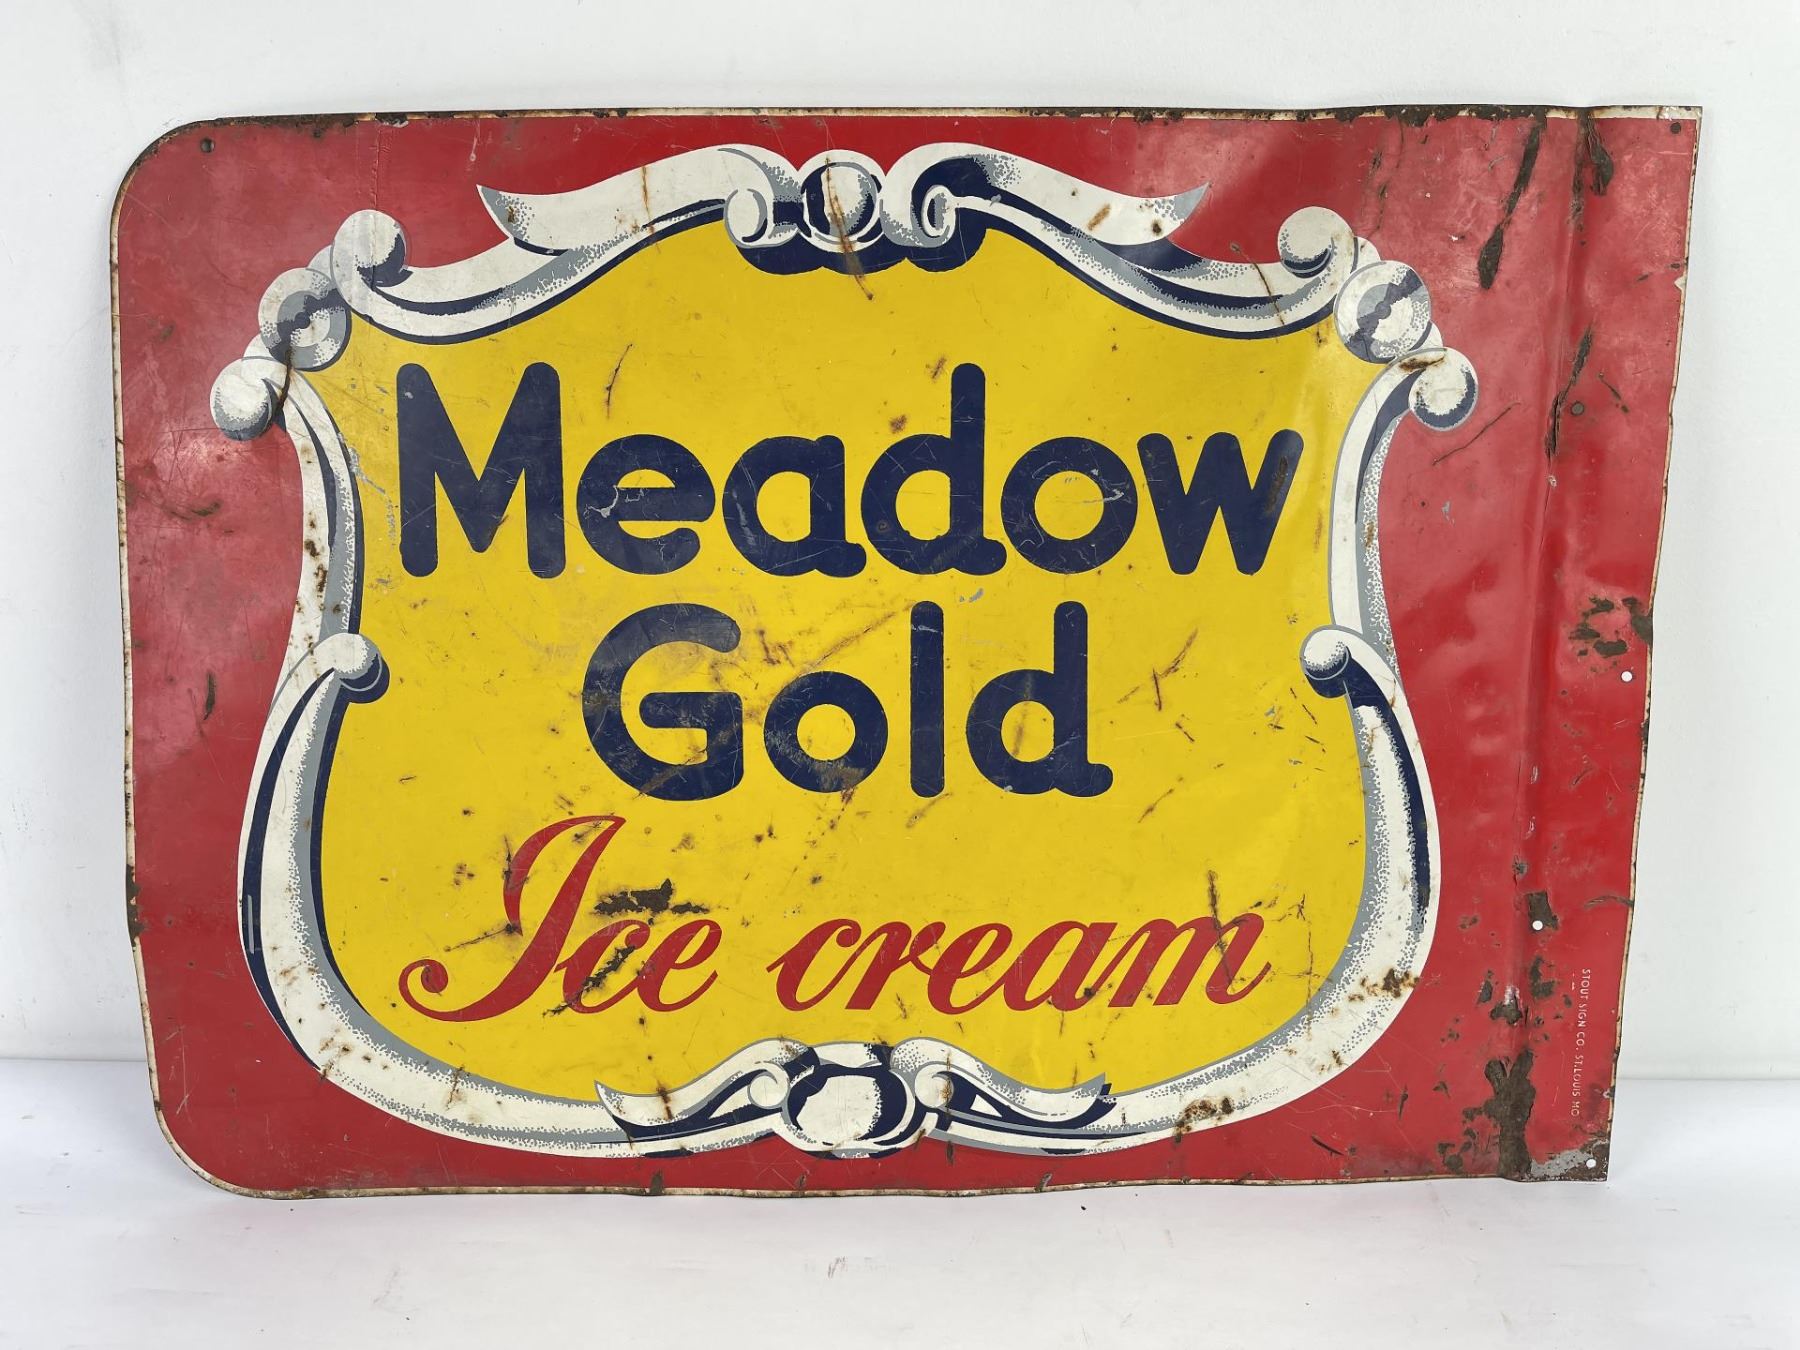 Meadow
Gold
Ice cream
STOUT SIGN CO. ST. LOUIS MO.